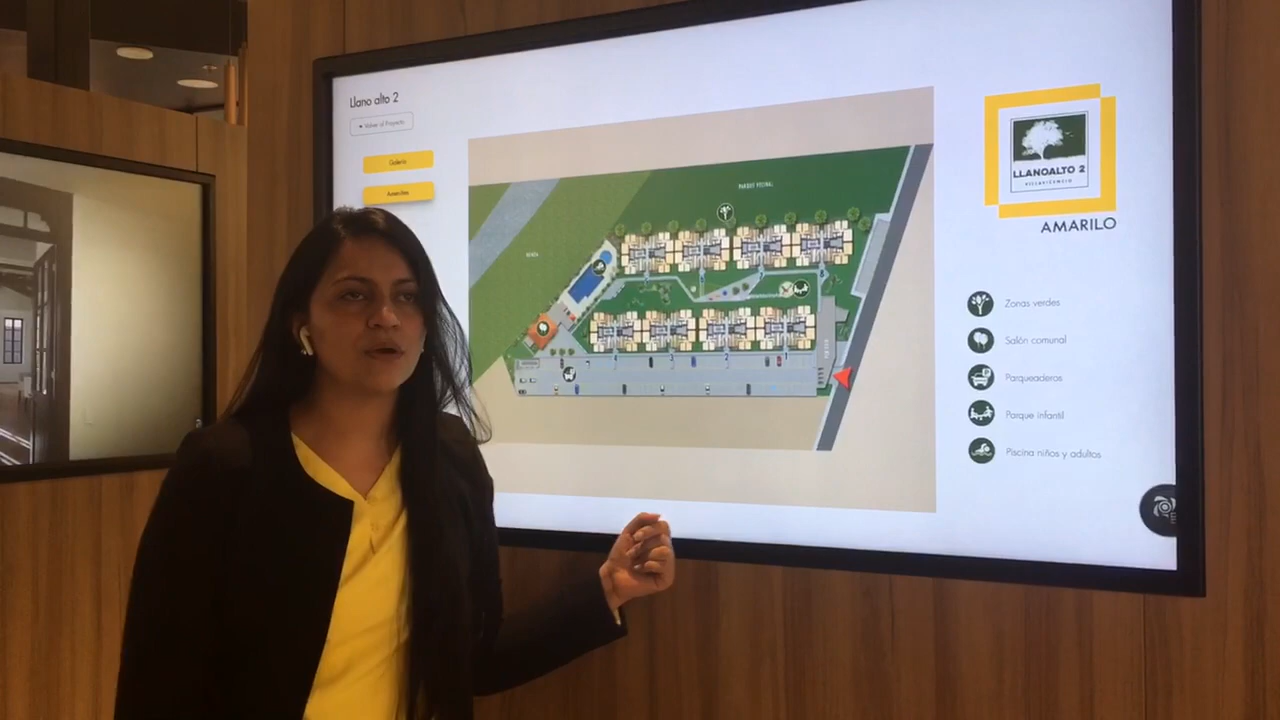 Llano alto 2
Volver al Proyecto
Galería
Amenities
PARQUE VECINAL
LLANOALTO 2
VILLAVICENCIO
AMARILO
Zonas verdes
Salón comunal
Parqueaderos
Parque infantil
Piscina niños y adultos